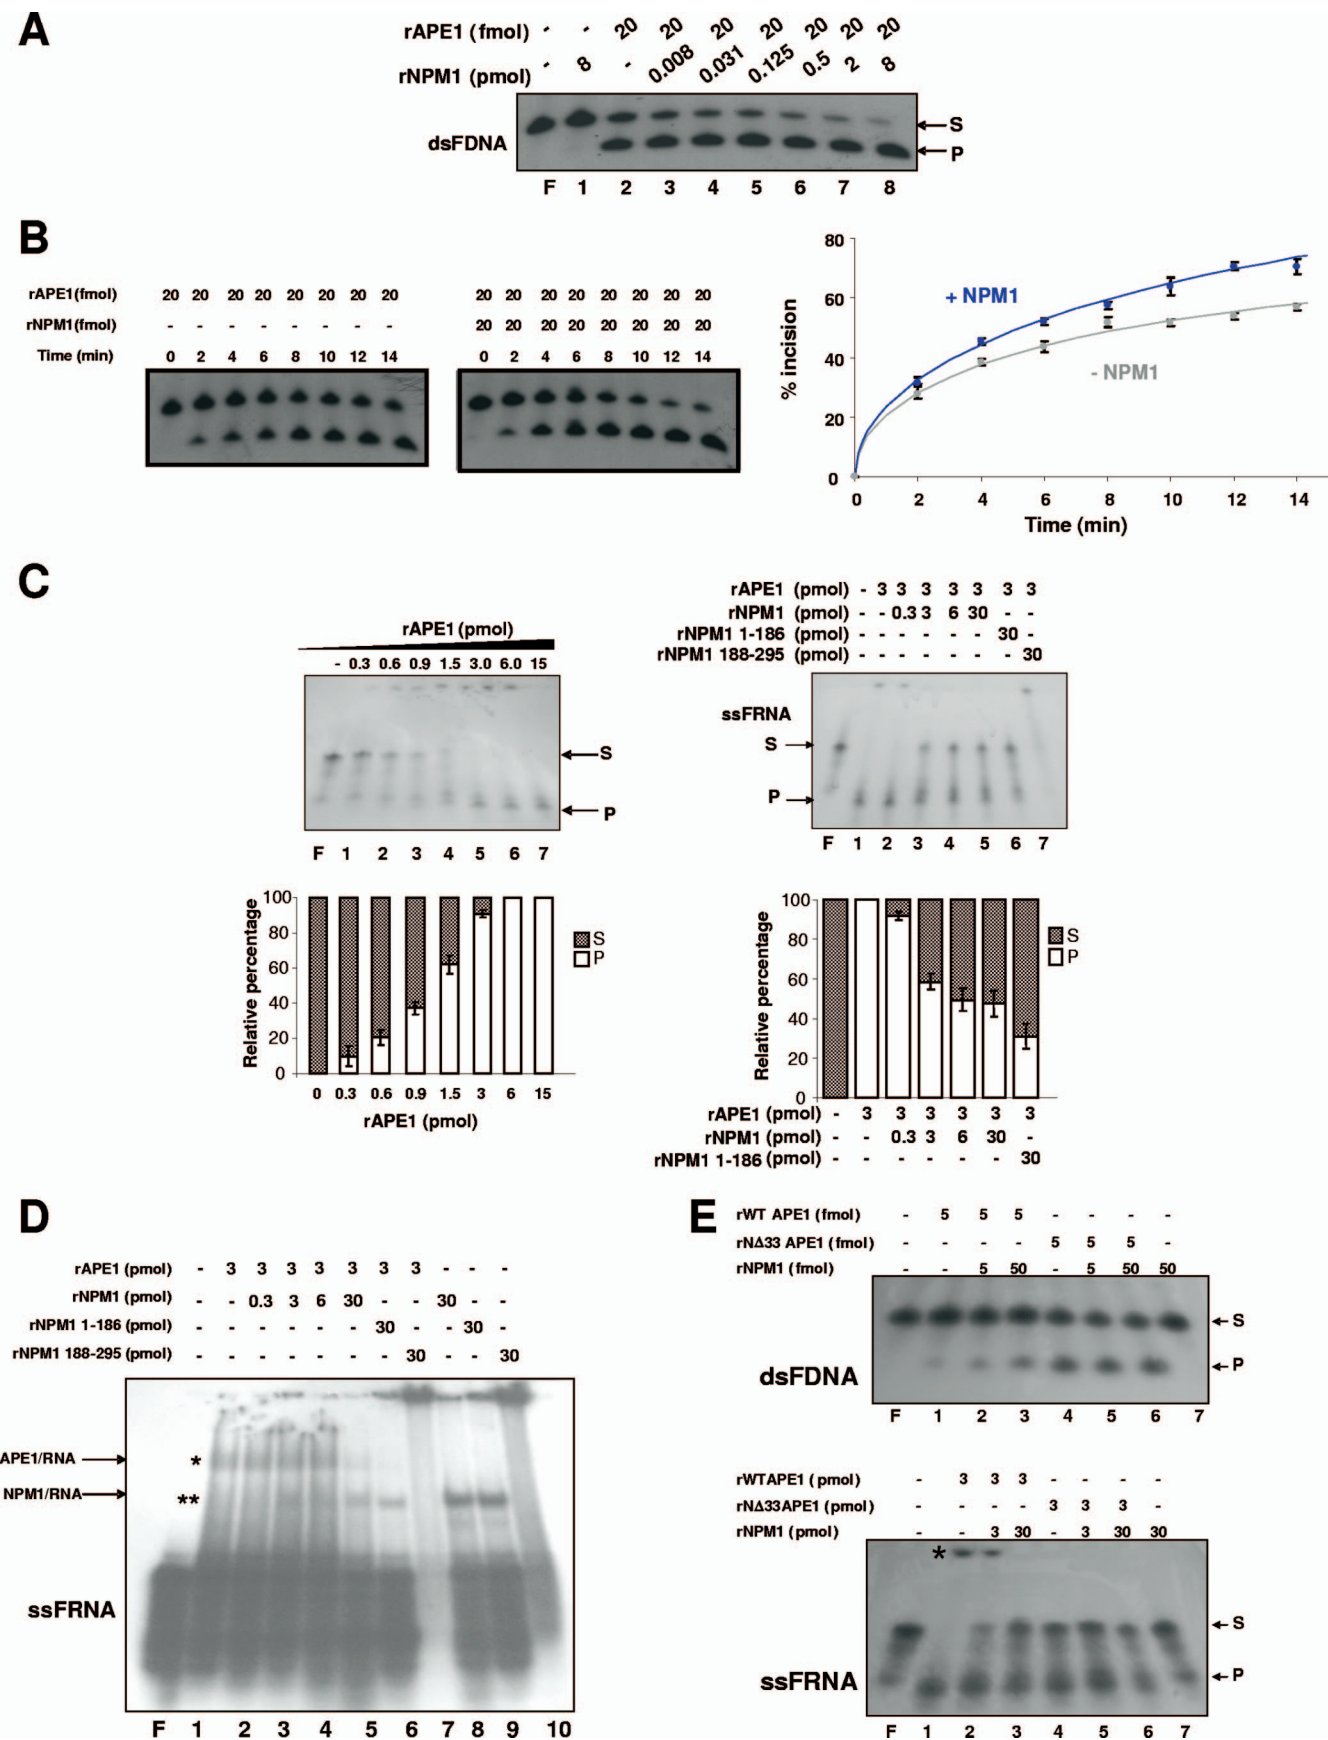 A
rAPE1 (fmol) - - 20 20 20 20 20 20 20
rNPM1 (pmol) - 8 - 0.008 0.031 0.125 0.5 2 8
dsFDNA
S
P
F 1 2 3 4 5 6 7 8
B
rAPE1(fmol) 20 20 20 20 20 20 20 20 20 20 20 20 20 20 20 20
rNPM1(fmol) - - - - - - - - 20 20 20 20 20 20 20 20
Time (min) 0 2 4 6 8 10 12 14 0 2 4 6 8 10 12 14
80
60
40
20
0
% incision
+ NPM1
- NPM1
0 2 4 6 8 10 12 14
Time (min)
C
rAPE1 (pmol)
- 0.3 0.6 0.9 1.5 3.0 6.0 15
S
P
F 1 2 3 4 5 6 7
rAPE1 (pmol) - 3 3 3 3 3 3 3
rNPM1 (pmol) - - 0.3 3 6 30 - -
rNPM1 1-186 (pmol) - - - - - - 30 -
rNPM1 188-295 (pmol) - - - - - - - 30
ssFRNA
S
P
F 1 2 3 4 5 6 7
Relative percentage
100
80
60
40
20
0
S
P
0 0.3 0.6 0.9 1.5 3 6 15
rAPE1 (pmol)
Relative percentage
100
80
60
40
20
0
S
P
rAPE1 (pmol) - 3 3 3 3 3 3
rNPM1 (pmol) - - 0.3 3 6 30 -
rNPM1 1-186 (pmol) - - - - - - 30
D
rAPE1 (pmol) - 3 3 3 3 3 3 3 - - -
rNPM1 (pmol) - - 0.3 3 6 30 - - 30 - -
rNPM1 1-186 (pmol) - - - - - - 30 - - 30 -
rNPM1 188-295 (pmol) - - - - - - - 30 - - 30
APE1/RNA *
NPM1/RNA **
ssFRNA
F 1 2 3 4 5 6 7 8 9 10
E
rWT APE1 (fmol) - 5 5 5 - - - -
rNΔ33 APE1 (fmol) - - - - 5 5 5 -
rNPM1 (fmol) - - 5 50 - 5 50 50
dsFDNA
S
P
F 1 2 3 4 5 6 7
rWTAPE1 (pmol) - 3 3 3 - - - -
rNΔ33APE1 (pmol) - - - - 3 3 3 -
rNPM1 (pmol) - - 3 30 - 3 30 30
*
ssFRNA
S
P
F 1 2 3 4 5 6 7